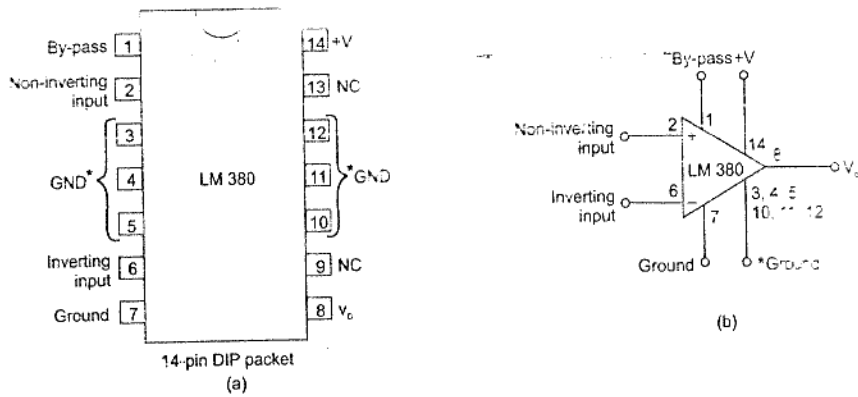 By-pass 1
14 +V
Non-inverting
input
2
13 NC
3
12
GND*
4
LM 380
11
*GND
5
10
Inverting
input
6
9 NC
Ground 7
8 Vo
14-pin DIP packet
(a)
By-pass +V
1
Non-inverting
input
2
+
14
8
LM 380
Vo
Inverting
input
6
−
3, 4, 5
10, 11, 12
7
Ground
*Ground
(b)